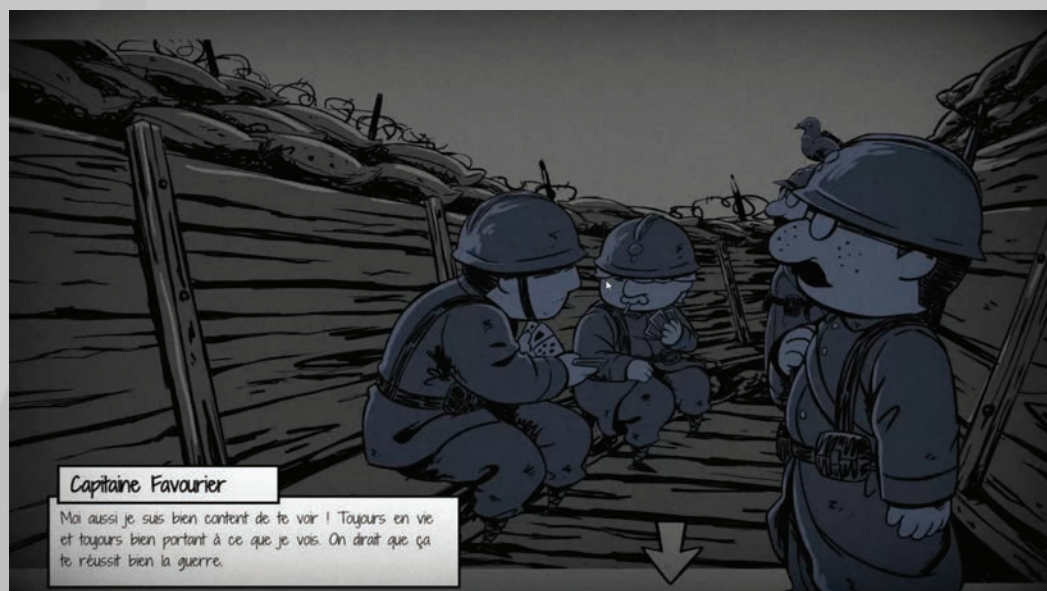 Capitaine Favourier
Moi aussi je suis bien content de te voir ! Toujours en vie
et toujours bien portant à ce que je vois. On dirait que ça
te réussit bien la guerre.